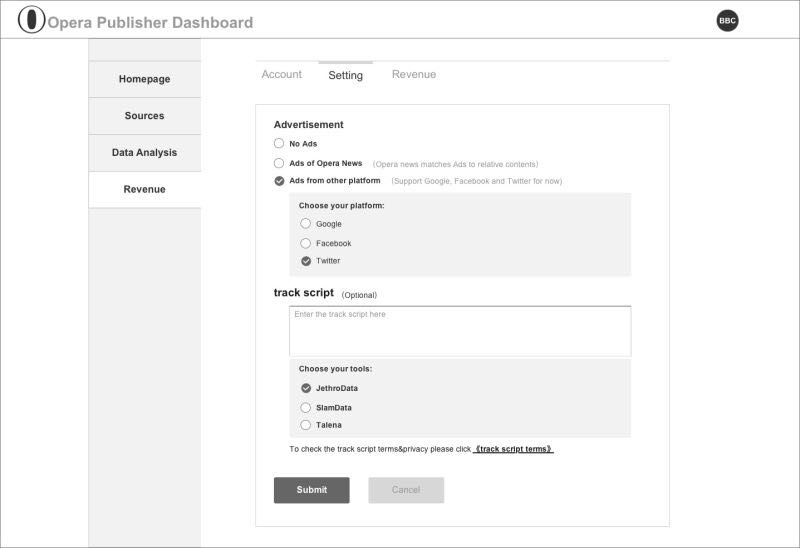 Opera Publisher Dashboard
BBC
Homepage
Sources
Data Analysis
Revenue
Account Setting Revenue
Advertisement
No Ads
Ads of Opera News (Opera news matches Ads to relative contents)
Ads from other platform (Support Google, Facebook and Twitter for now)
Choose your platform:
Google
Facebook
Twitter
track script (Optional)
Enter the track script here
Choose your tools:
JethroData
SlamData
Talena
To check the track script terms&privacy please click 《track script terms》
Submit Cancel